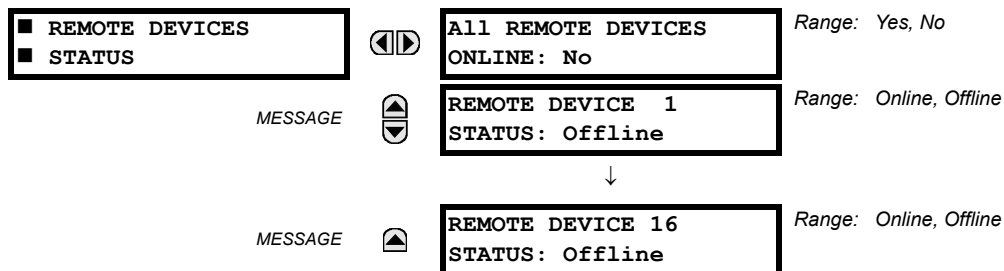 ■ REMOTE DEVICES
■ STATUS
All REMOTE DEVICES
ONLINE: No
Range: Yes, No
MESSAGE
REMOTE DEVICE 1
STATUS: Offline
Range: Online, Offline
↓
MESSAGE
REMOTE DEVICE 16
STATUS: Offline
Range: Online, Offline